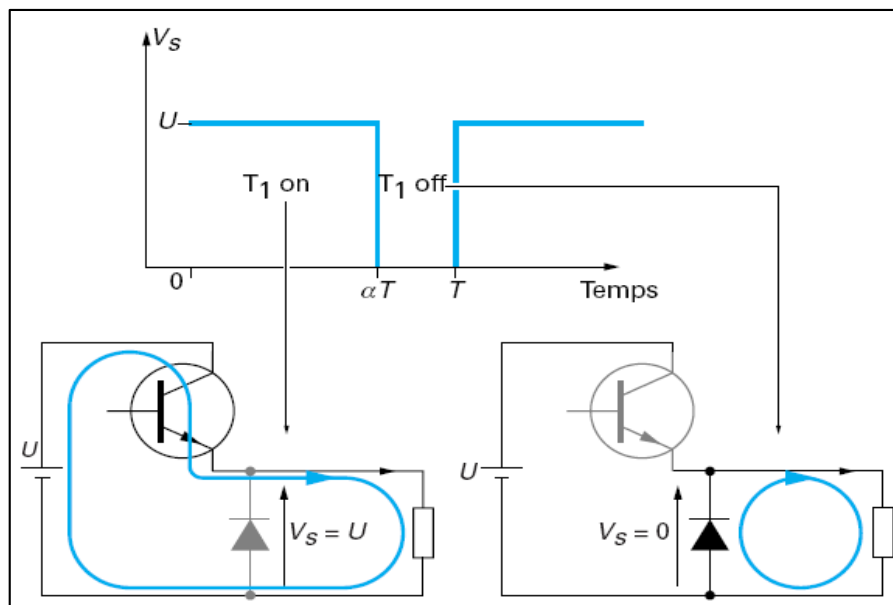 V_S
U
T_1 on
T_1 off
0
αT
T
Temps
U
V_S = U
U
V_S = 0